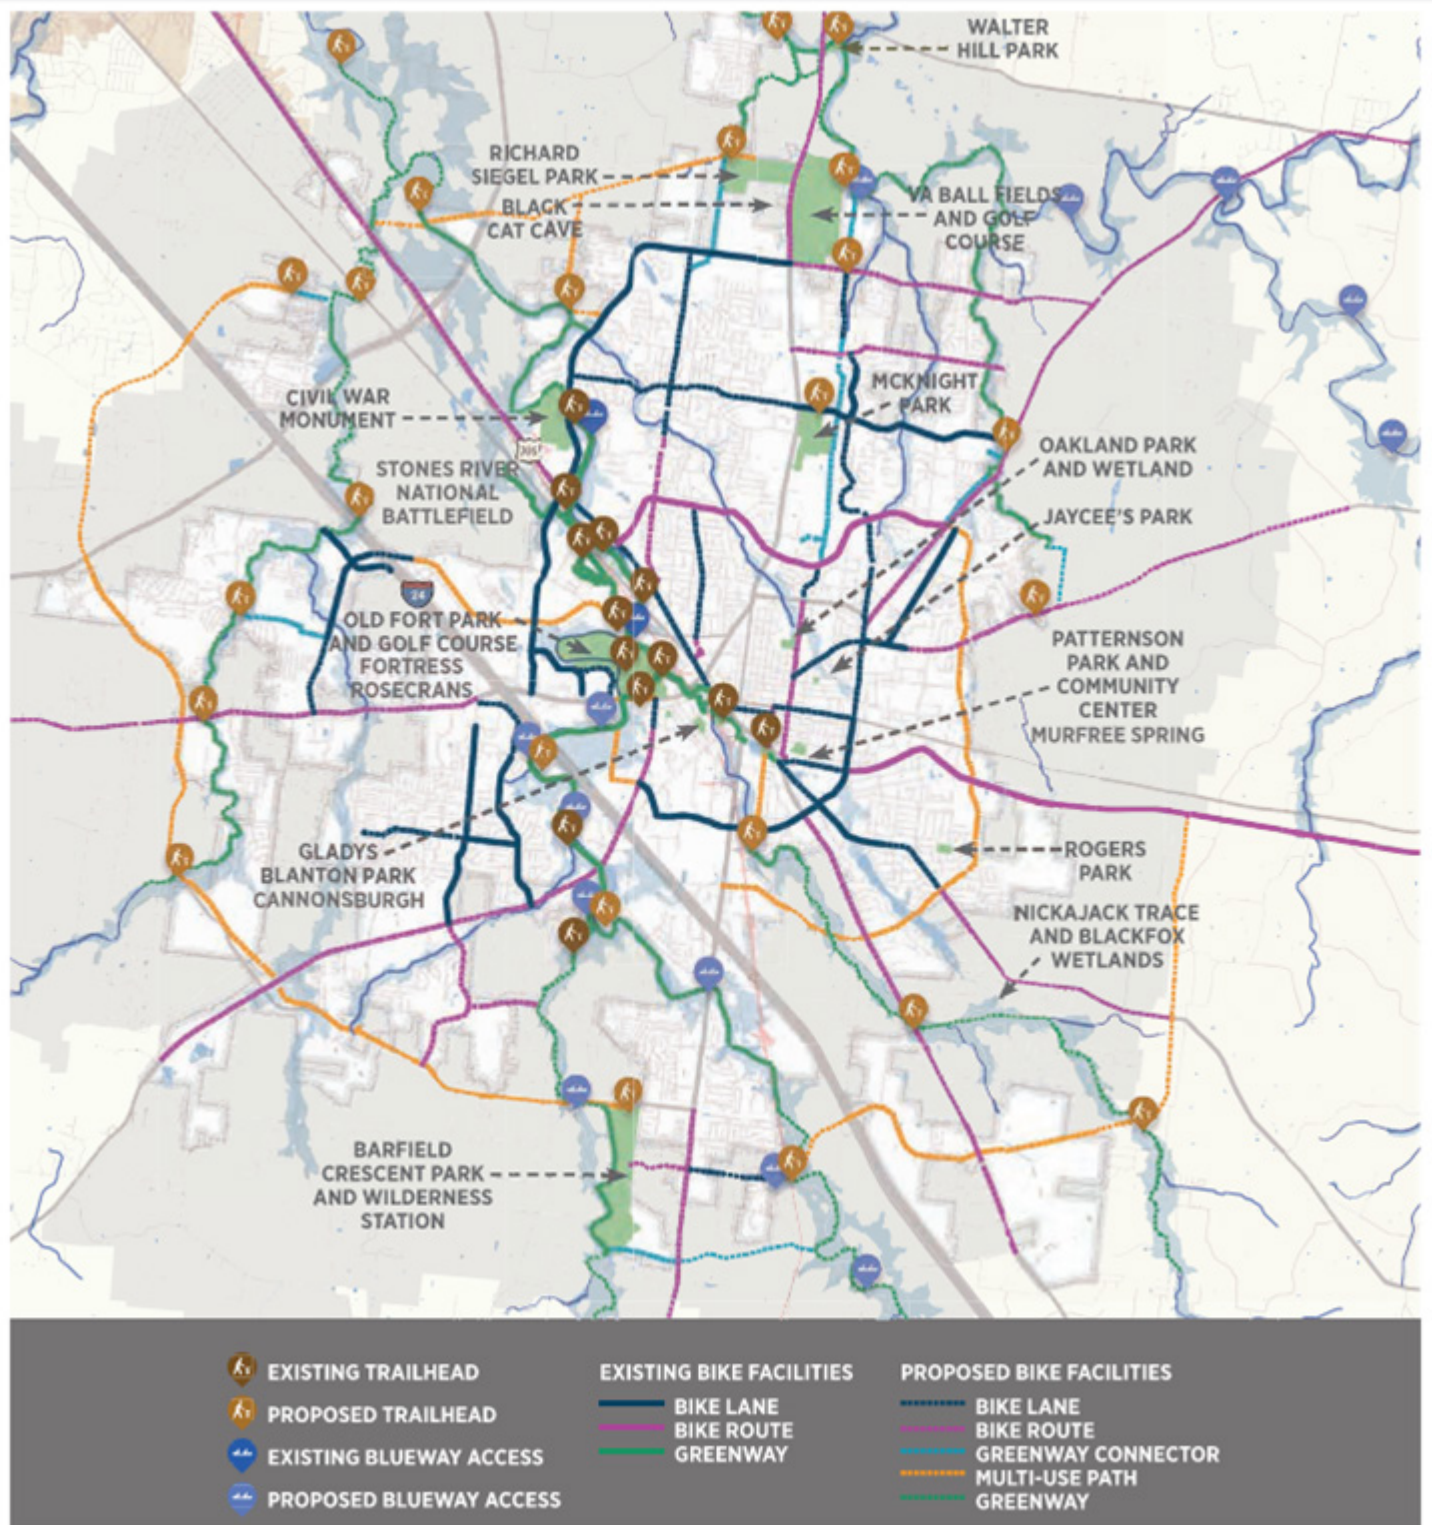 WALTER
HILL PARK
RICHARD
SIEGEL PARK
BLACK
CAT CAVE
VA BALL FIELDS
AND GOLF
COURSE
CIVIL WAR
MONUMENT
MCKNIGHT
PARK
OAKLAND PARK
AND WETLAND
STONES RIVER
NATIONAL
BATTLEFIELD
JAYCEE'S PARK
24
OLD FORT PARK
AND GOLF COURSE
FORTRESS
ROSECRANS
PATTERNSON
PARK AND
COMMUNITY
CENTER
MURFREE SPRING
GLADYS
BLANTON PARK
CANNONSBURGH
ROGERS
PARK
NICKAJACK TRACE
AND BLACKFOX
WETLANDS
BARFIELD
CRESCENT PARK
AND WILDERNESS
STATION
EXISTING TRAILHEAD
PROPOSED TRAILHEAD
EXISTING BLUEWAY ACCESS
PROPOSED BLUEWAY ACCESS
EXISTING BIKE FACILITIES
BIKE LANE
BIKE ROUTE
GREENWAY
PROPOSED BIKE FACILITIES
BIKE LANE
BIKE ROUTE
GREENWAY CONNECTOR
MULTI-USE PATH
GREENWAY